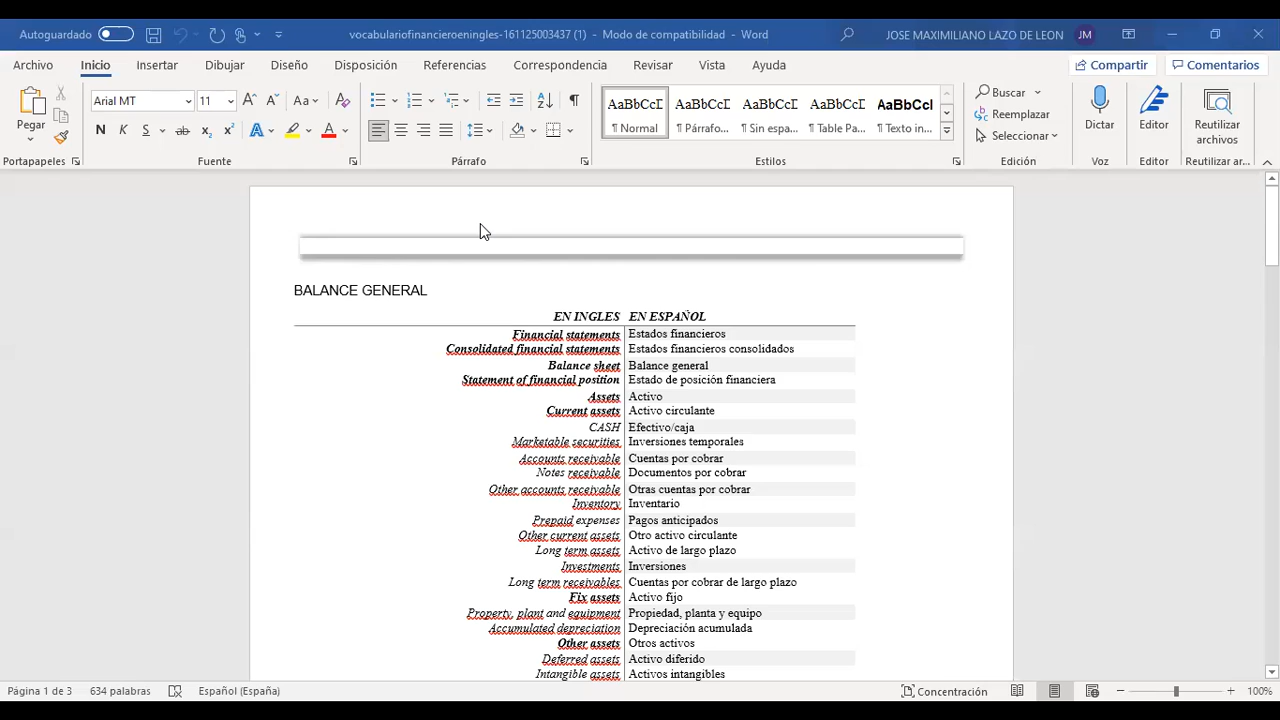 Autoguardado vocabulariofinancieroeningles-161125003437 (1) - Modo de compatibilidad - Word JOSE MAXIMILIANO LAZO DE LEON JM
Archivo Inicio Insertar Dibujar Diseño Disposición Referencias Correspondencia Revisar Vista Ayuda Compartir Comentarios
Pegar
Arial MT 11
Aa
N K S ab x₂ x² A A
AaBbCcI AaBbCcI AaBbCcI AaBbCcI AaBbCcI
¶ Normal ¶ Párrafo... ¶ Sin espa... ¶ Table Pa... ¶ Texto in...
Buscar
Reemplazar
Seleccionar
Dictar
Editor
Reutilizar archivos
Portapapeles Fuente Párrafo Estilos Edición Voz Editor Reutilizar ar...
BALANCE GENERAL
EN INGLES EN ESPAÑOL
Financial statements Estados financieros
Consolidated financial statements Estados financieros consolidados
Balance sheet Balance general
Statement of financial position Estado de posición financiera
Assets Activo
Current assets Activo circulante
CASH Efectivo/caja
Marketable securities Inversiones temporales
Accounts receivable Cuentas por cobrar
Notes receivable Documentos por cobrar
Other accounts receivable Otras cuentas por cobrar
Inventory Inventario
Prepaid expenses Pagos anticipados
Other current assets Otro activo circulante
Long term assets Activo de largo plazo
Investments Inversiones
Long term receivables Cuentas por cobrar de largo plazo
Fix assets Activo fijo
Property, plant and equipment Propiedad, planta y equipo
Accumulated depreciation Depreciación acumulada
Other assets Otros activos
Deferred assets Activo diferido
Intangible assets Activos intangibles
Página 1 de 3 634 palabras Español (España) Concentración 100%